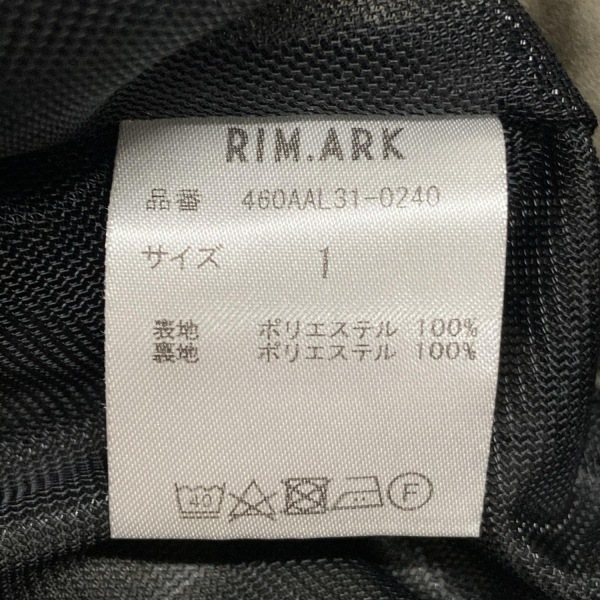 RIM.ARK
品番 460AAL31-0240
サイズ 1
表地 ポリエステル 100%
裏地 ポリエステル 100%
40 F